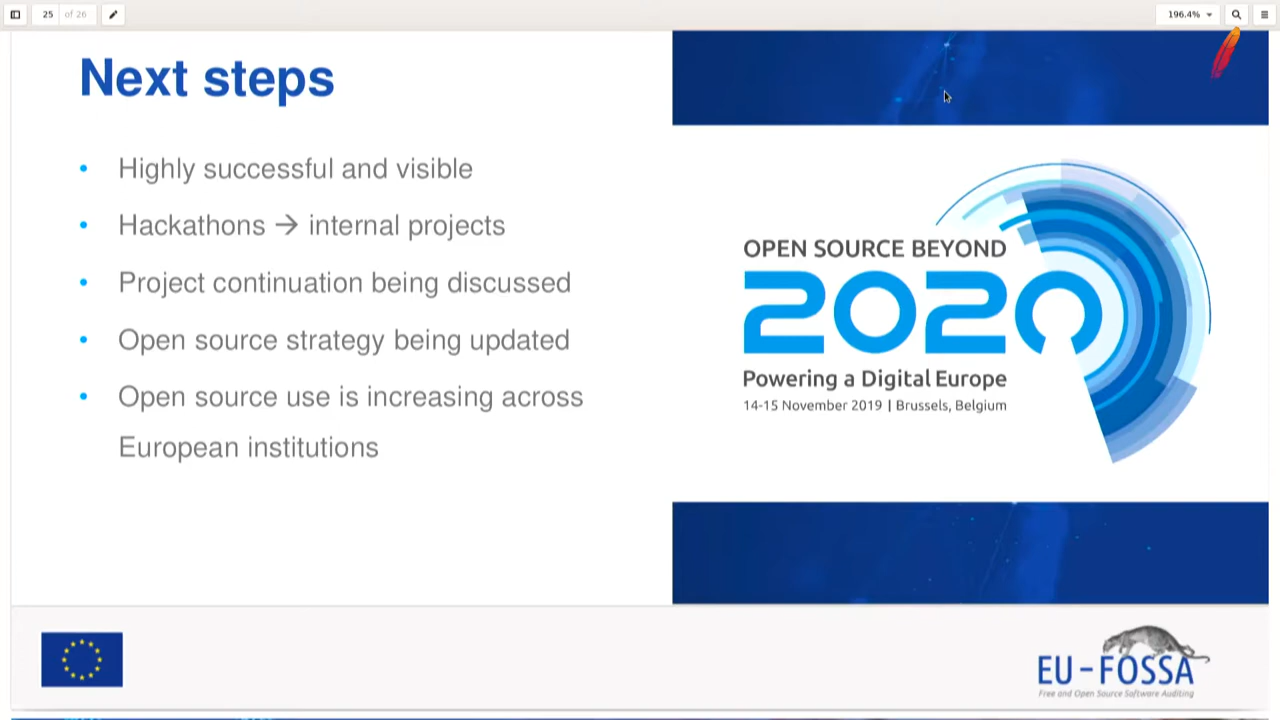 25 of 26
196.4%
Next steps
• Highly successful and visible
• Hackathons → internal projects
• Project continuation being discussed
• Open source strategy being updated
• Open source use is increasing across
European institutions
OPEN SOURCE BEYOND
2020
Powering a Digital Europe
14-15 November 2019 | Brussels, Belgium
EU-FOSSA
Free and Open Source Software Auditing